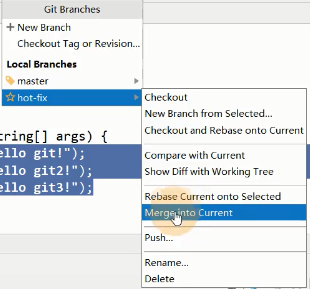 Git Branches
+ New Branch
Checkout Tag or Revision...
Local Branches
master
hot-fix
Checkout
New Branch from Selected...
Checkout and Rebase onto Current
Compare with Current
Show Diff with Working Tree
Rebase Current onto Selected
Merge into Current
Push...
Rename...
Delete
tring[] args) {
ello git!");
ello git2!");
ello git3!");